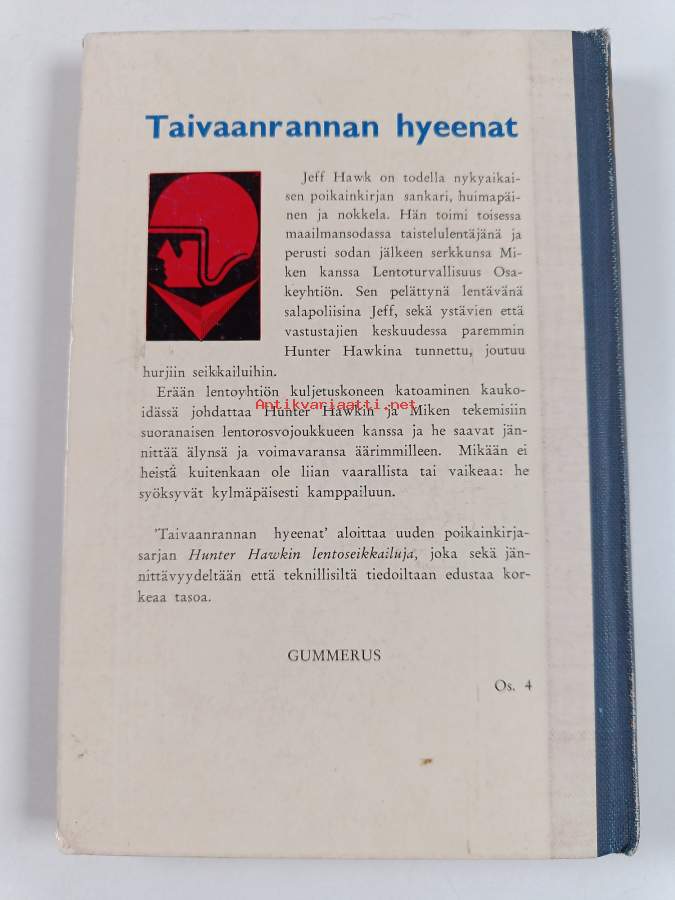 Taivaanrannan hyeenat
Jeff Hawk on todella nykyaikai-
sen poikainkirjan sankari, huimapäi-
nen ja nokkela. Hän toimi toisessa
maailmansodassa taistelulentäjänä ja
perusti sodan jälkeen serkkunsa Mi-
ken kanssa Lentoturvallisuus Osa-
keyhtiön. Sen pelättynä lentävänä
salapoliisina Jeff, sekä ystävien että
vastustajien keskuudessa paremmin
Hunter Hawkina tunnettu, joutuu
hurjiin seikkailuihin.
Erään lentoyhtiön kuljetuskoneen katoaminen kauko-
Antikvariaatti.net
idässä johdattaa Hunter Hawkin ja Miken tekemisiin
suoranaisen lentorosvojoukkueen kanssa ja he saavat jän-
nittää älynsä ja voimavaransa äärimmilleen. Mikään ei
heistä kuitenkaan ole liian vaarallista tai vaikeaa: he
syöksyvät kylmäpäisesti kamppailuun.
'Taivaanrannan hyeenat' aloittaa uuden poikainkirja-
sarjan Hunter Hawkin lentoseikkailuja, joka sekä jän-
nittävyydeltään että teknillisiltä tiedoiltaan edustaa kor-
keaa tasoa.
GUMMERUS
Os. 4